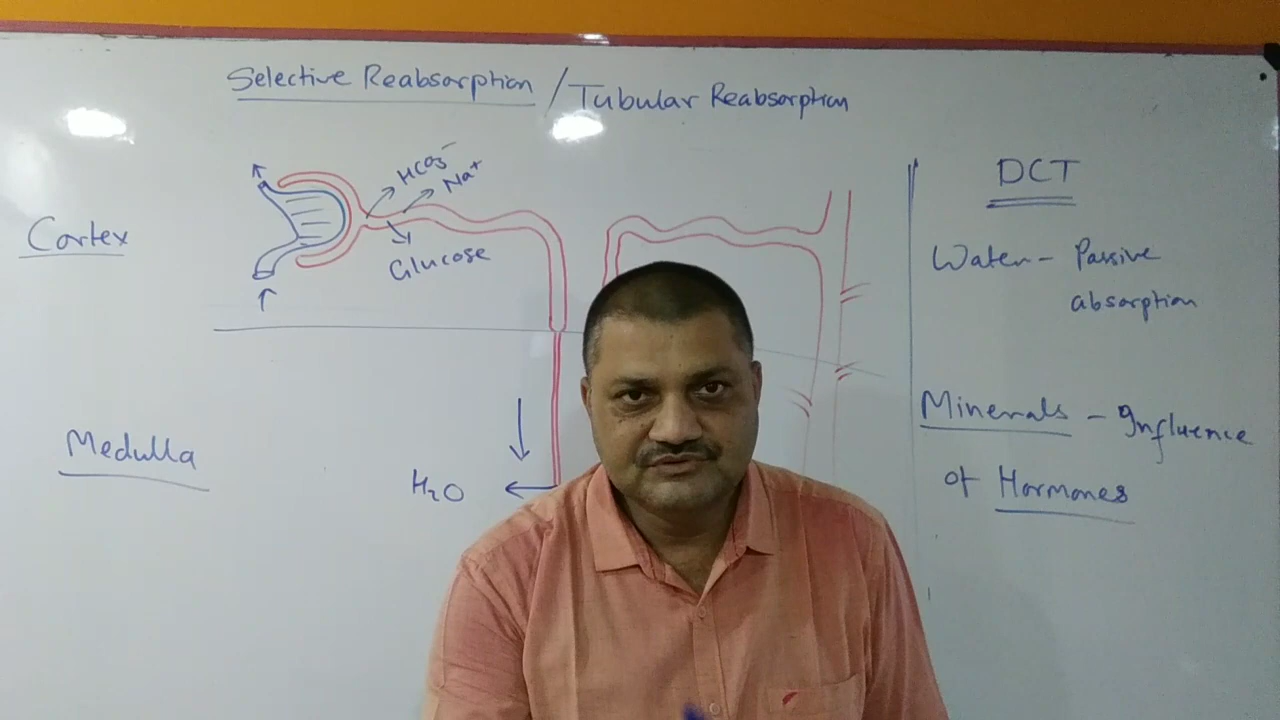 Selective Reabsorption / Tubular Reabsorption
HCO3-
Na+
Glucose
Cortex
Medulla
H2O
DCT
Water - Passive
absorption
Minerals - Influence
of Hormones